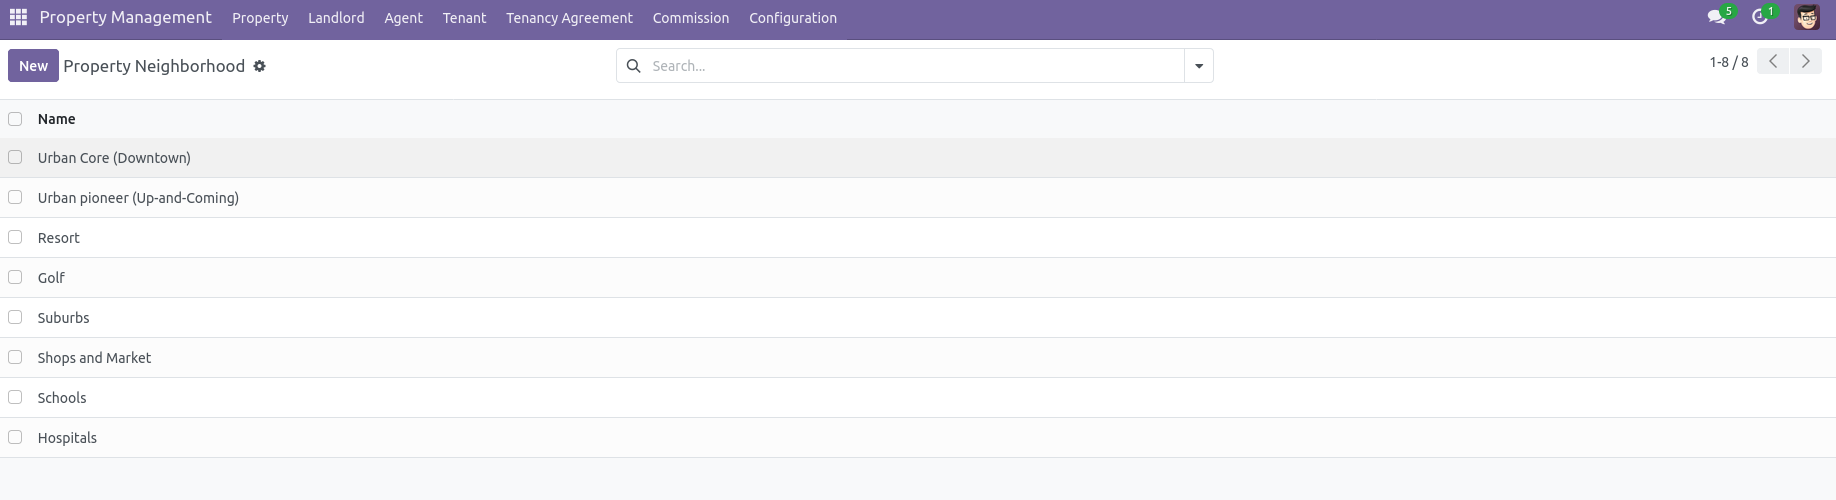 Property Management Property Landlord Agent Tenant Tenancy Agreement Commission Configuration 5 1
New Property Neighborhood Search... 1-8 / 8
Name
Urban Core (Downtown)
Urban pioneer (Up-and-Coming)
Resort
Golf
Suburbs
Shops and Market
Schools
Hospitals